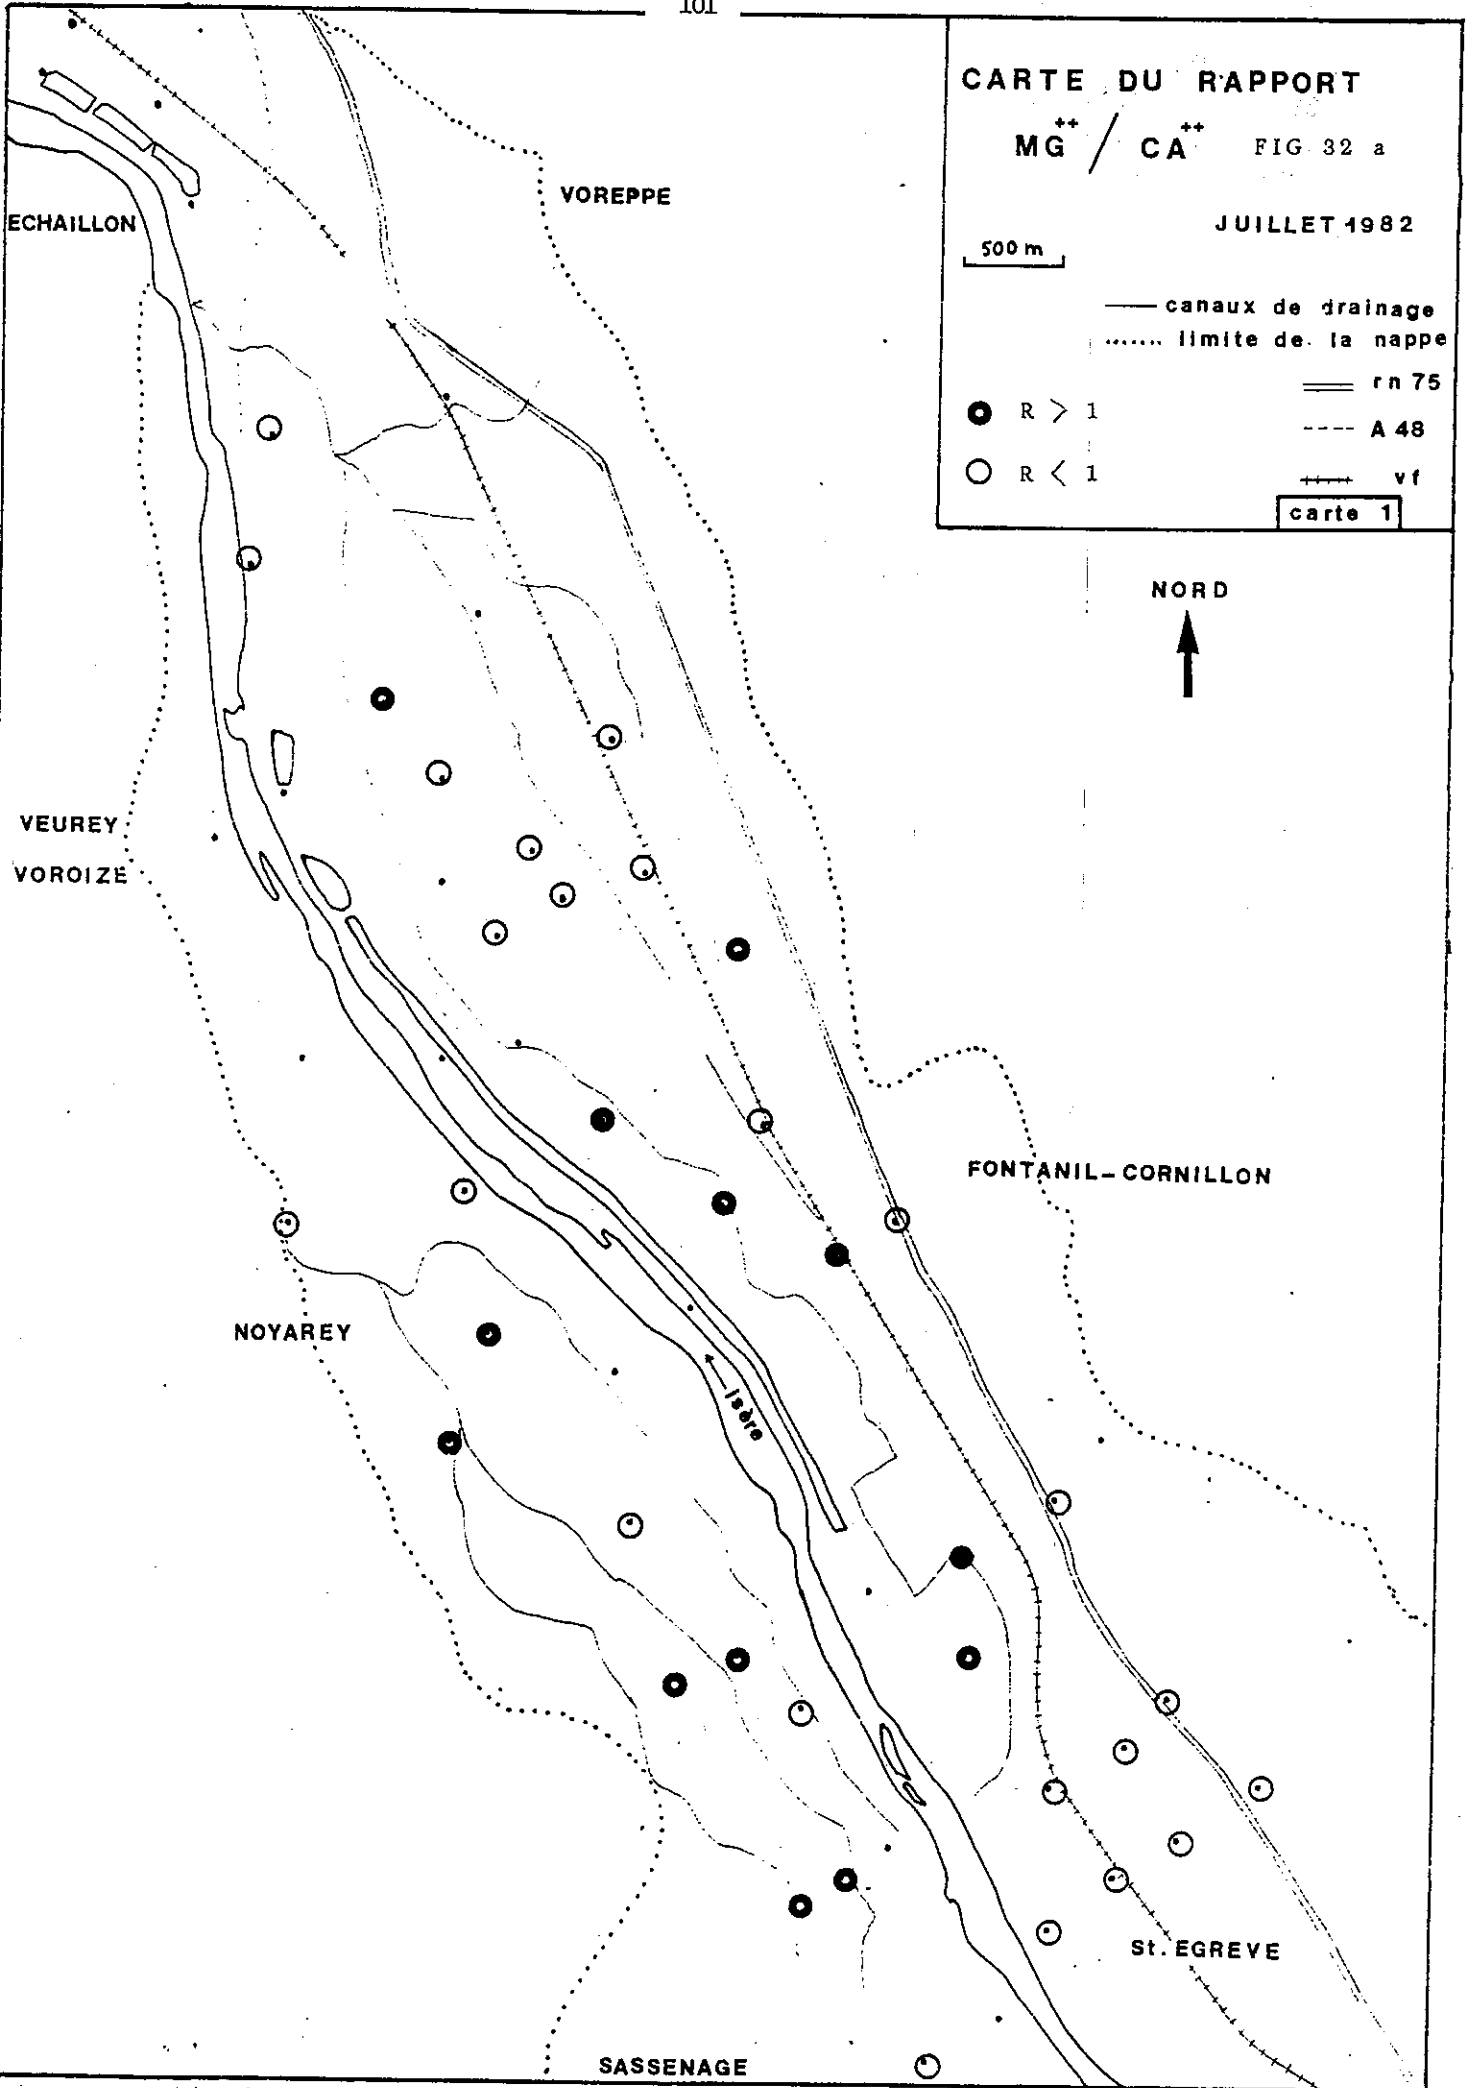 101
CARTE DU RAPPORT
MG++ / CA++ FIG 32 a
JUILLET 1982
500 m
canaux de drainage
limite de la nappe
rn 75
R > 1
A 48
R < 1
vf
carte 1
NORD
VOREPPE
ECHAILLON
VEUREY
VOROIZE
FONTANIL-CORNILLON
NOYAREY
Isère
St. EGREVE
SASSENAGE